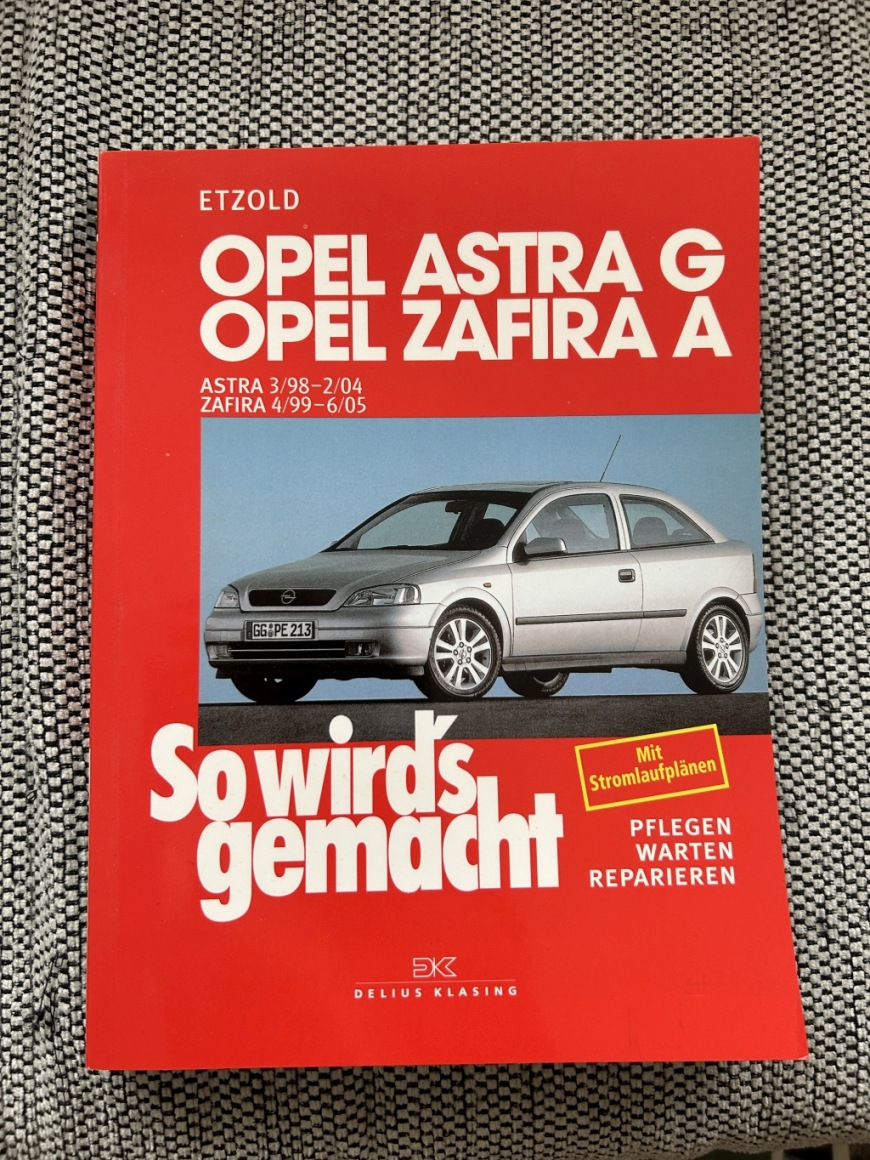 ETZOLD
OPEL ASTRA G
OPEL ZAFIRA A
ASTRA 3/98–2/04
ZAFIRA 4/99–6/05
GG PE 213
So wird's
gemacht
Mit
Stromlaufplänen
PFLEGEN
WARTEN
REPARIEREN
DK
DELIUS KLASING